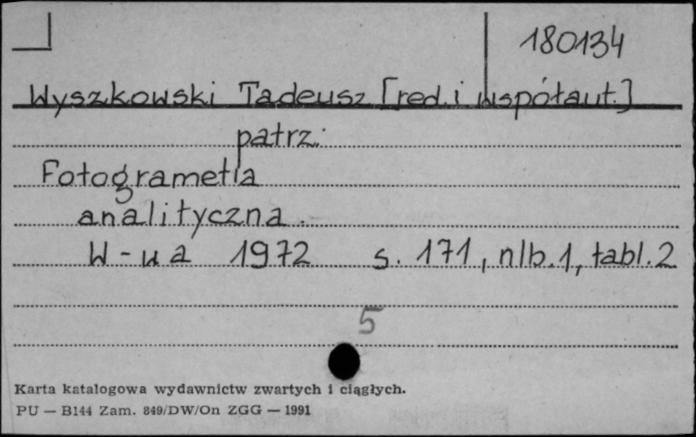 180134
Wyszkowski Tadeusz [red. i współaut.]
patrz:
Fotogrametia
analityczna.
W-wa 1972 s. 171, nlb. 1, tabl. 2
5
Karta katalogowa wydawnictw zwartych i ciągłych.
PU — B144 Zam. 849/DW/On ZGG — 1991